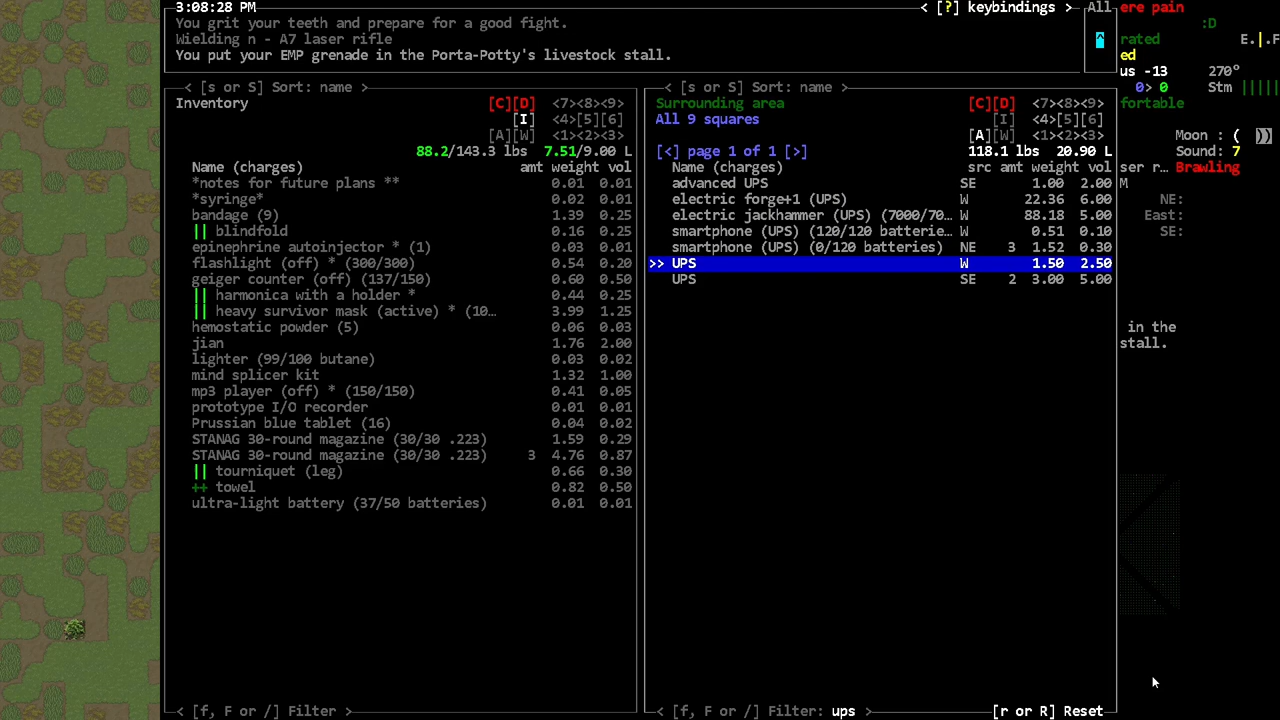 3:08:28 PM < [?] keybindings > All ere pain
You grit your teeth and prepare for a good fight. :D
Wielding n - A7 laser rifle rated E.|.F
You put your EMP grenade in the Porta-Potty's livestock stall. ^ ed
us -13 270°
< [s or S] Sort: name > < [s or S] Sort: name > 0> 0 Stm |||||
Inventory [C][D] <7><8><9> Surrounding area [C][D] <7><8><9> fortable
[I] <4>[5][6] All 9 squares [I] <4>[5][6]
[A][W] <1><2><3> [A][W] <1><2><3> Moon : ( ))
88.2/143.3 lbs 7.51/9.00 L [<] page 1 of 1 [>] 118.1 lbs 20.90 L Sound: 7
Name (charges) amt weight vol Name (charges) src amt weight vol ser r… Brawling
*notes for future plans ** 0.01 0.01 advanced UPS SE 1.00 2.00 M
*syringe* 0.02 0.01 electric forge+1 (UPS) W 22.36 6.00 NE:
bandage (9) 1.39 0.25 electric jackhammer (UPS) (7000/70… W 88.18 5.00 East:
|| blindfold 0.16 0.25 smartphone (UPS) (120/120 batterie… W 0.51 0.10 SE:
epinephrine autoinjector * (1) 0.03 0.01 smartphone (UPS) (0/120 batteries) NE 3 1.52 0.30
flashlight (off) * (300/300) 0.54 0.20 >> UPS W 1.50 2.50
geiger counter (off) (137/150) 0.60 0.50 UPS SE 2 3.00 5.00
|| harmonica with a holder * 0.44 0.25
|| heavy survivor mask (active) * (10… 3.99 1.25
hemostatic powder (5) 0.06 0.03 in the
jian 1.76 2.00 stall.
lighter (99/100 butane) 0.03 0.02
mind splicer kit 1.32 1.00
mp3 player (off) * (150/150) 0.41 0.05
prototype I/O recorder 0.01 0.01
Prussian blue tablet (16) 0.04 0.02
STANAG 30-round magazine (30/30 .223) 1.59 0.29
STANAG 30-round magazine (30/30 .223) 3 4.76 0.87
|| tourniquet (leg) 0.66 0.30
++ towel 0.82 0.50
ultra-light battery (37/50 batteries) 0.01 0.01
< [f, F or /] Filter > < [f, F or /] Filter: ups > [r or R] Reset